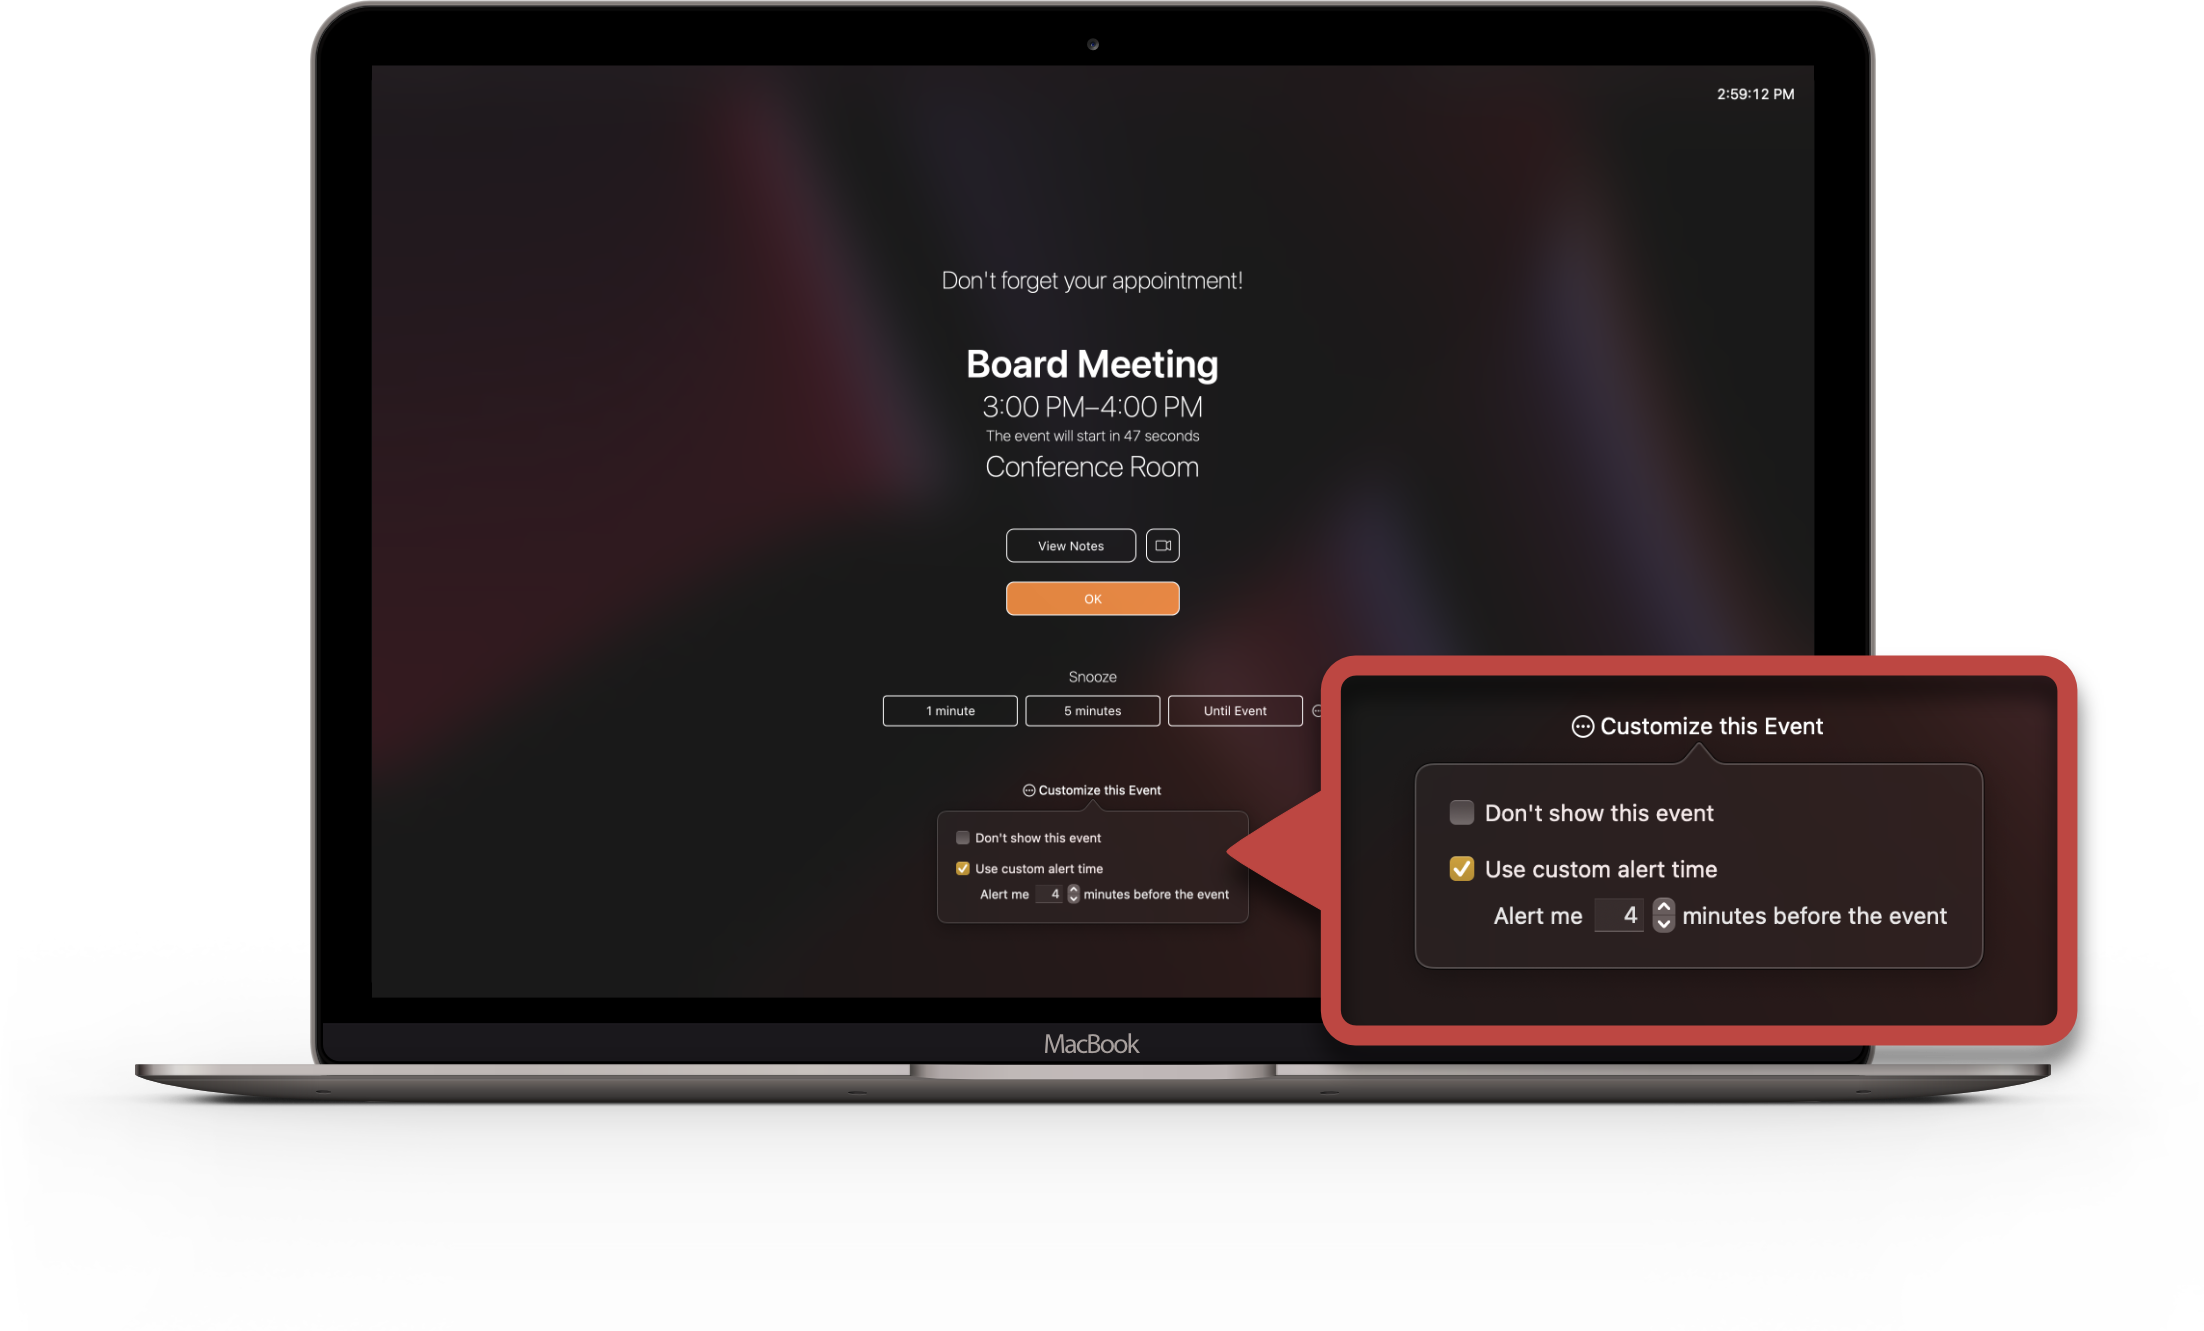 2:59:12 PM
Don't forget your appointment!
Board Meeting
3:00 PM–4:00 PM
The event will start in 47 seconds
Conference Room
View Notes
OK
Snooze
1 minute 5 minutes Until Event
Customize this Event
Don't show this event
Use custom alert time
Alert me 4 minutes before the event
Customize this Event
Don't show this event
Use custom alert time
Alert me 4 minutes before the event
MacBook